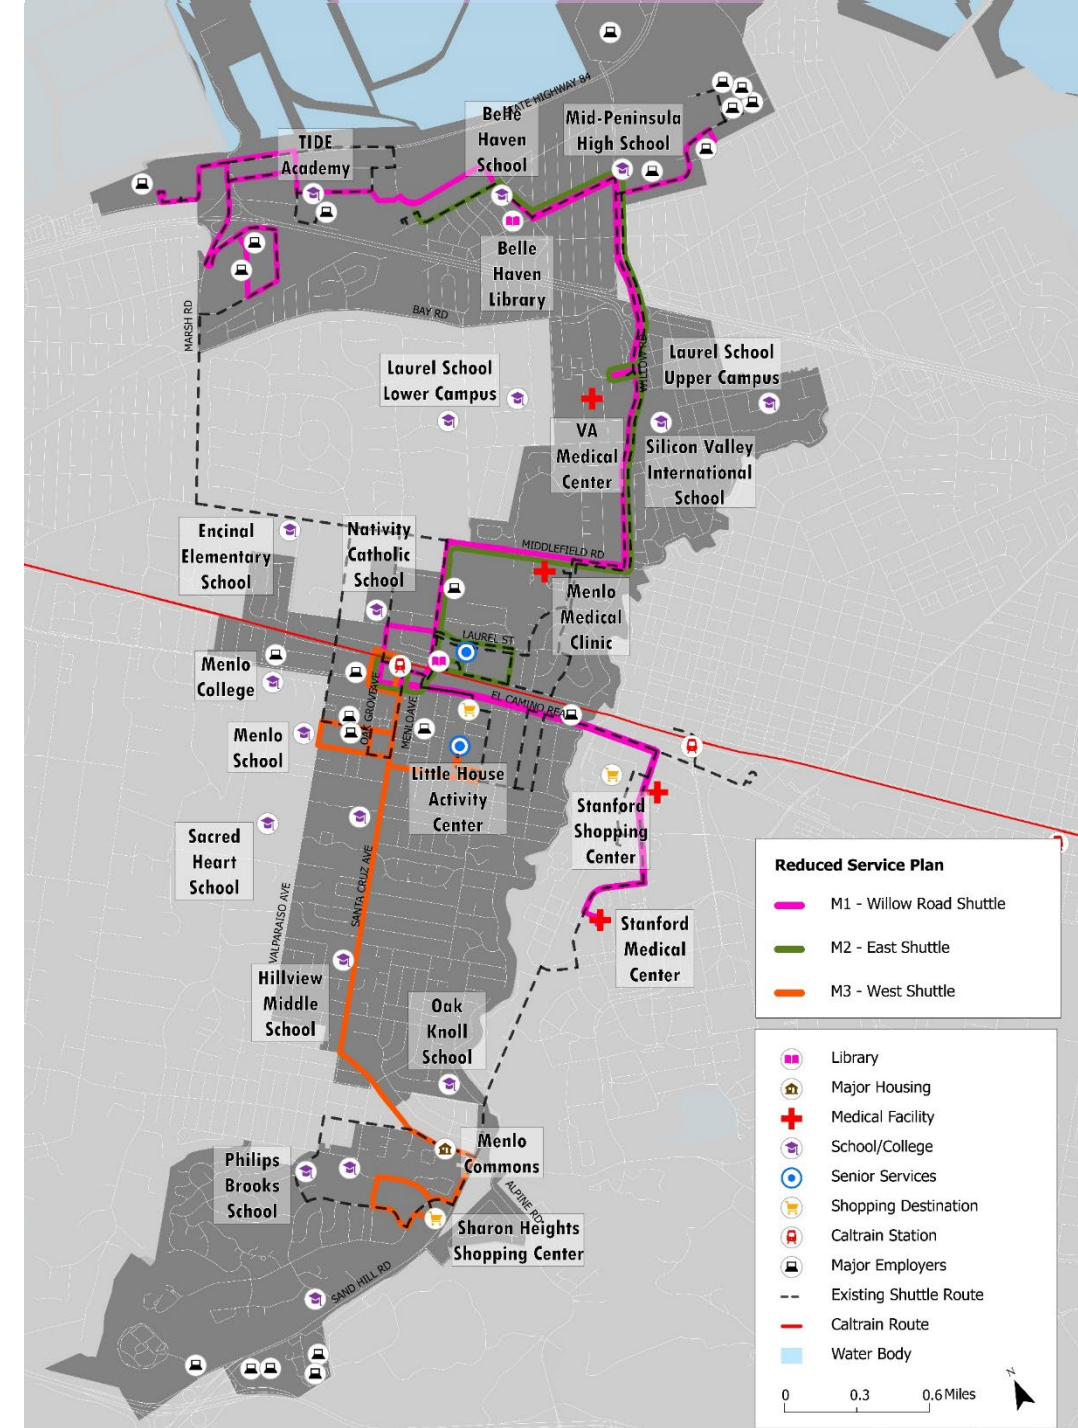 STATE HIGHWAY 84
Belle
Haven
School
Mid-Peninsula
High School
TIDE
Academy
Belle
Haven
Library
MARSH RD
BAY RD
WILLOW RD
Laurel School
Lower Campus
Laurel School
Upper Campus
VA
Medical
Center
Silicon Valley
International
School
Encinal
Elementary
School
Nativity
Catholic
School
MIDDLEFIELD RD
Menlo
Medical
Clinic
LAUREL ST
Menlo
College
OAK GROVE AVE
MENLO AVE
EL CAMINO REAL
Menlo
School
Little House
Activity
Center
Stanford
Shopping
Center
Sacred
Heart
School
SANTA CRUZ AVE
VALPARAISO AVE
Stanford
Medical
Center
Hillview
Middle
School
Oak
Knoll
School
Menlo
Commons
Philips
Brooks
School
ALPINE RD
Sharon Heights
Shopping Center
SAND HILL RD
Reduced Service Plan
M1 - Willow Road Shuttle
M2 - East Shuttle
M3 - West Shuttle
Library
Major Housing
Medical Facility
School/College
Senior Services
Shopping Destination
Caltrain Station
Major Employers
Existing Shuttle Route
Caltrain Route
Water Body
0 0.3 0.6 Miles
N